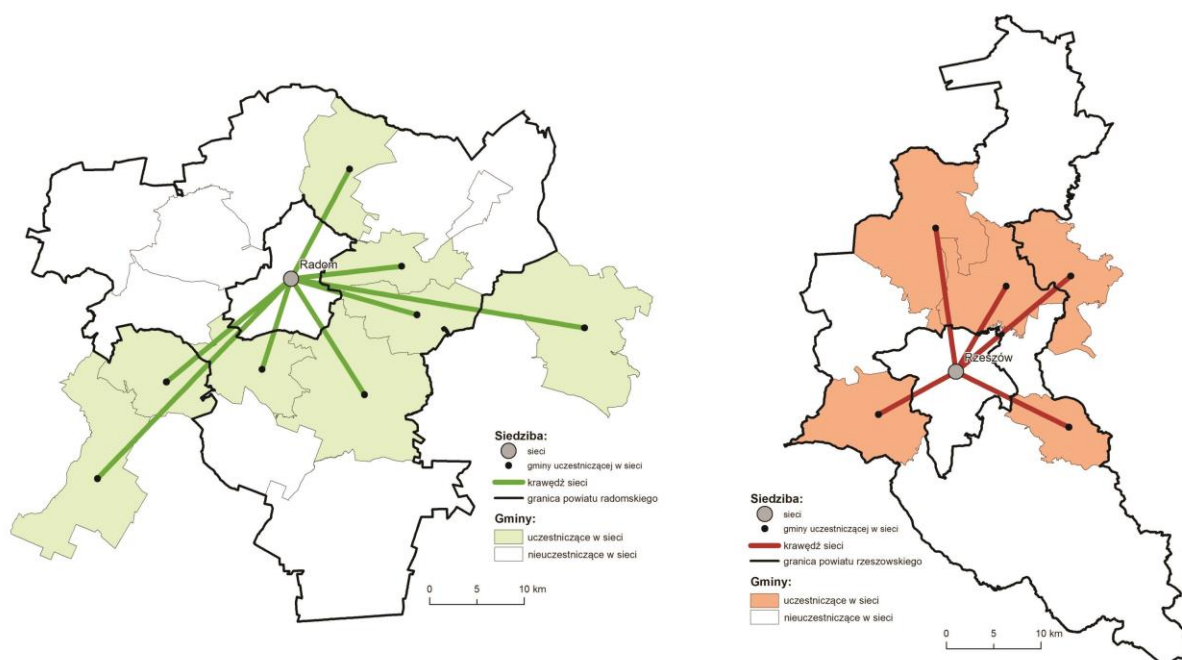 Radom
Siedziba:
sieci
gminy uczestniczącej w sieci
krawędź sieci
granica powiatu radomskiego
Gminy:
uczestniczące w sieci
nieuczestniczące w sieci
0 5 10 km
Rzeszów
Siedziba:
sieci
gminy uczestniczącej w sieci
krawędź sieci
granica powiatu rzeszowskiego
Gminy:
uczestniczące w sieci
nieuczestniczące w sieci
0 5 10 km